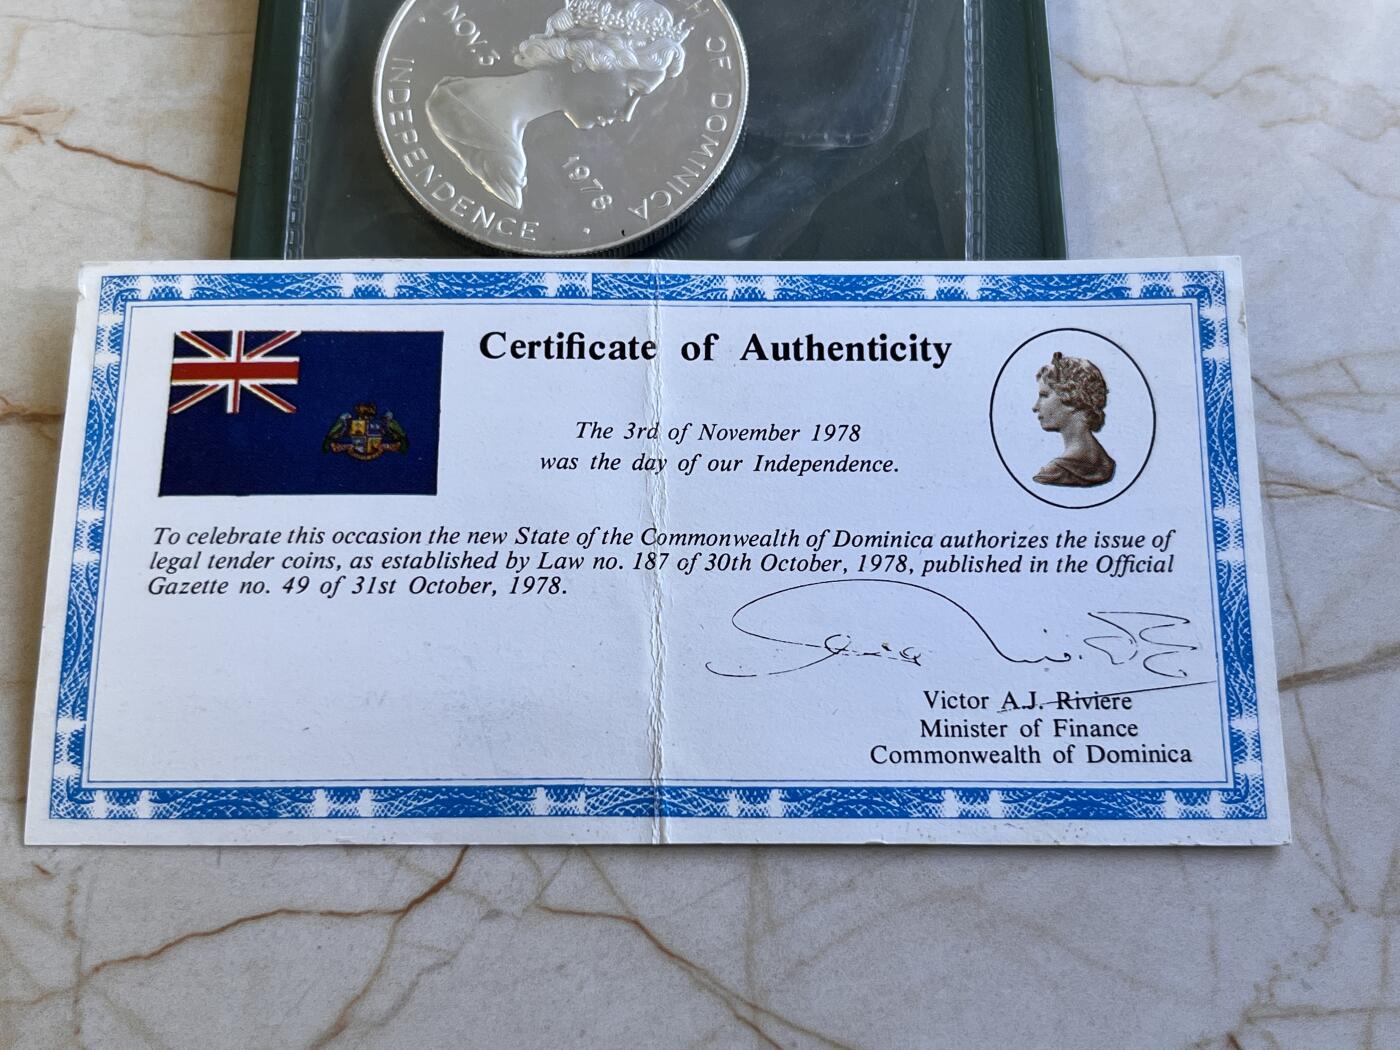 NOV. 3
H OF DOMINICA
INDEPENDENCE
1978
Certificate of Authenticity
The 3rd of November 1978
was the day of our Independence.
To celebrate this occasion the new State of the Commonwealth of Dominica authorizes the issue of
legal tender coins, as established by Law no. 187 of 30th October, 1978, published in the Official
Gazette no. 49 of 31st October, 1978.
Victor A.J. Riviere
Minister of Finance
Commonwealth of Dominica